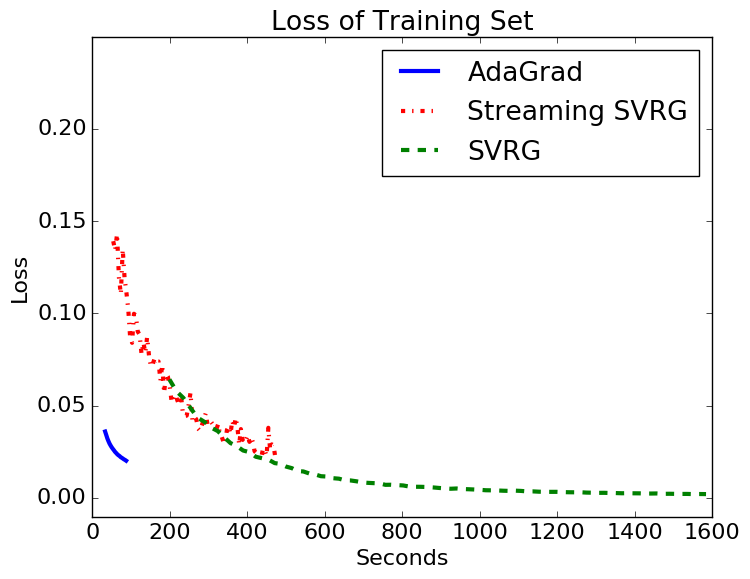 Loss of Training Set
AdaGrad
Streaming SVRG
SVRG
0.20
0.15
0.10
0.05
0.00
Loss
0 200 400 600 800 1000 1200 1400 1600
Seconds